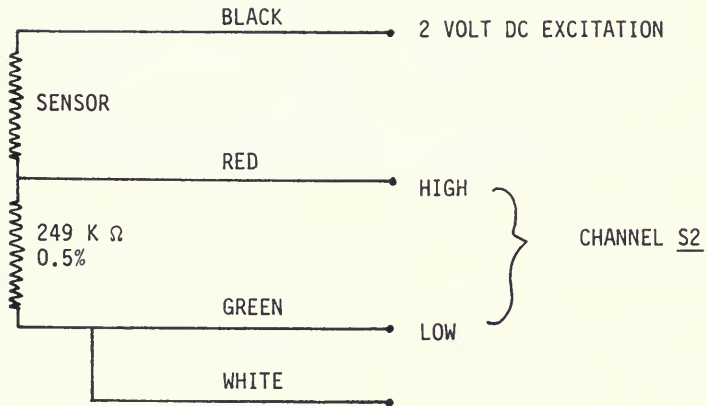 BLACK
2 VOLT DC EXCITATION
SENSOR
RED
HIGH
249 K Ω
0.5%
CHANNEL S2
GREEN
LOW
WHITE